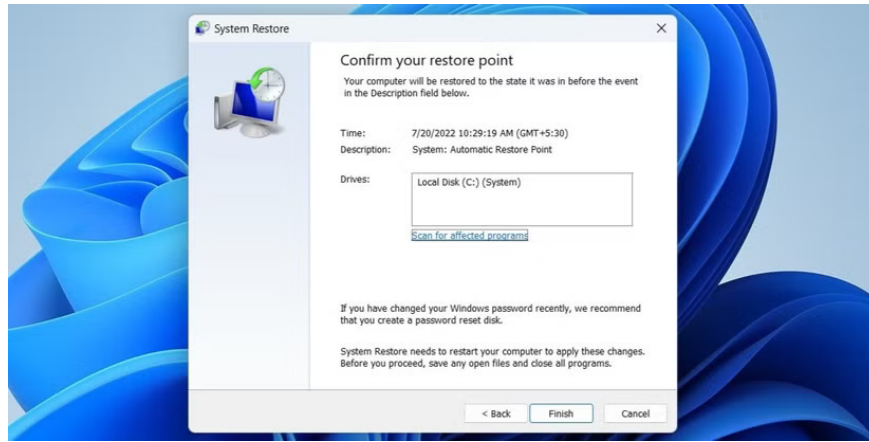 System Restore
Confirm your restore point
Your computer will be restored to the state it was in before the event
in the Description field below.
Time: 7/20/2022 10:29:19 AM (GMT+5:30)
Description: System: Automatic Restore Point
Drives: Local Disk (C:) (System)
Scan for affected programs
If you have changed your Windows password recently, we recommend
that you create a password reset disk.
System Restore needs to restart your computer to apply these changes.
Before you proceed, save any open files and close all programs.
< Back Finish Cancel